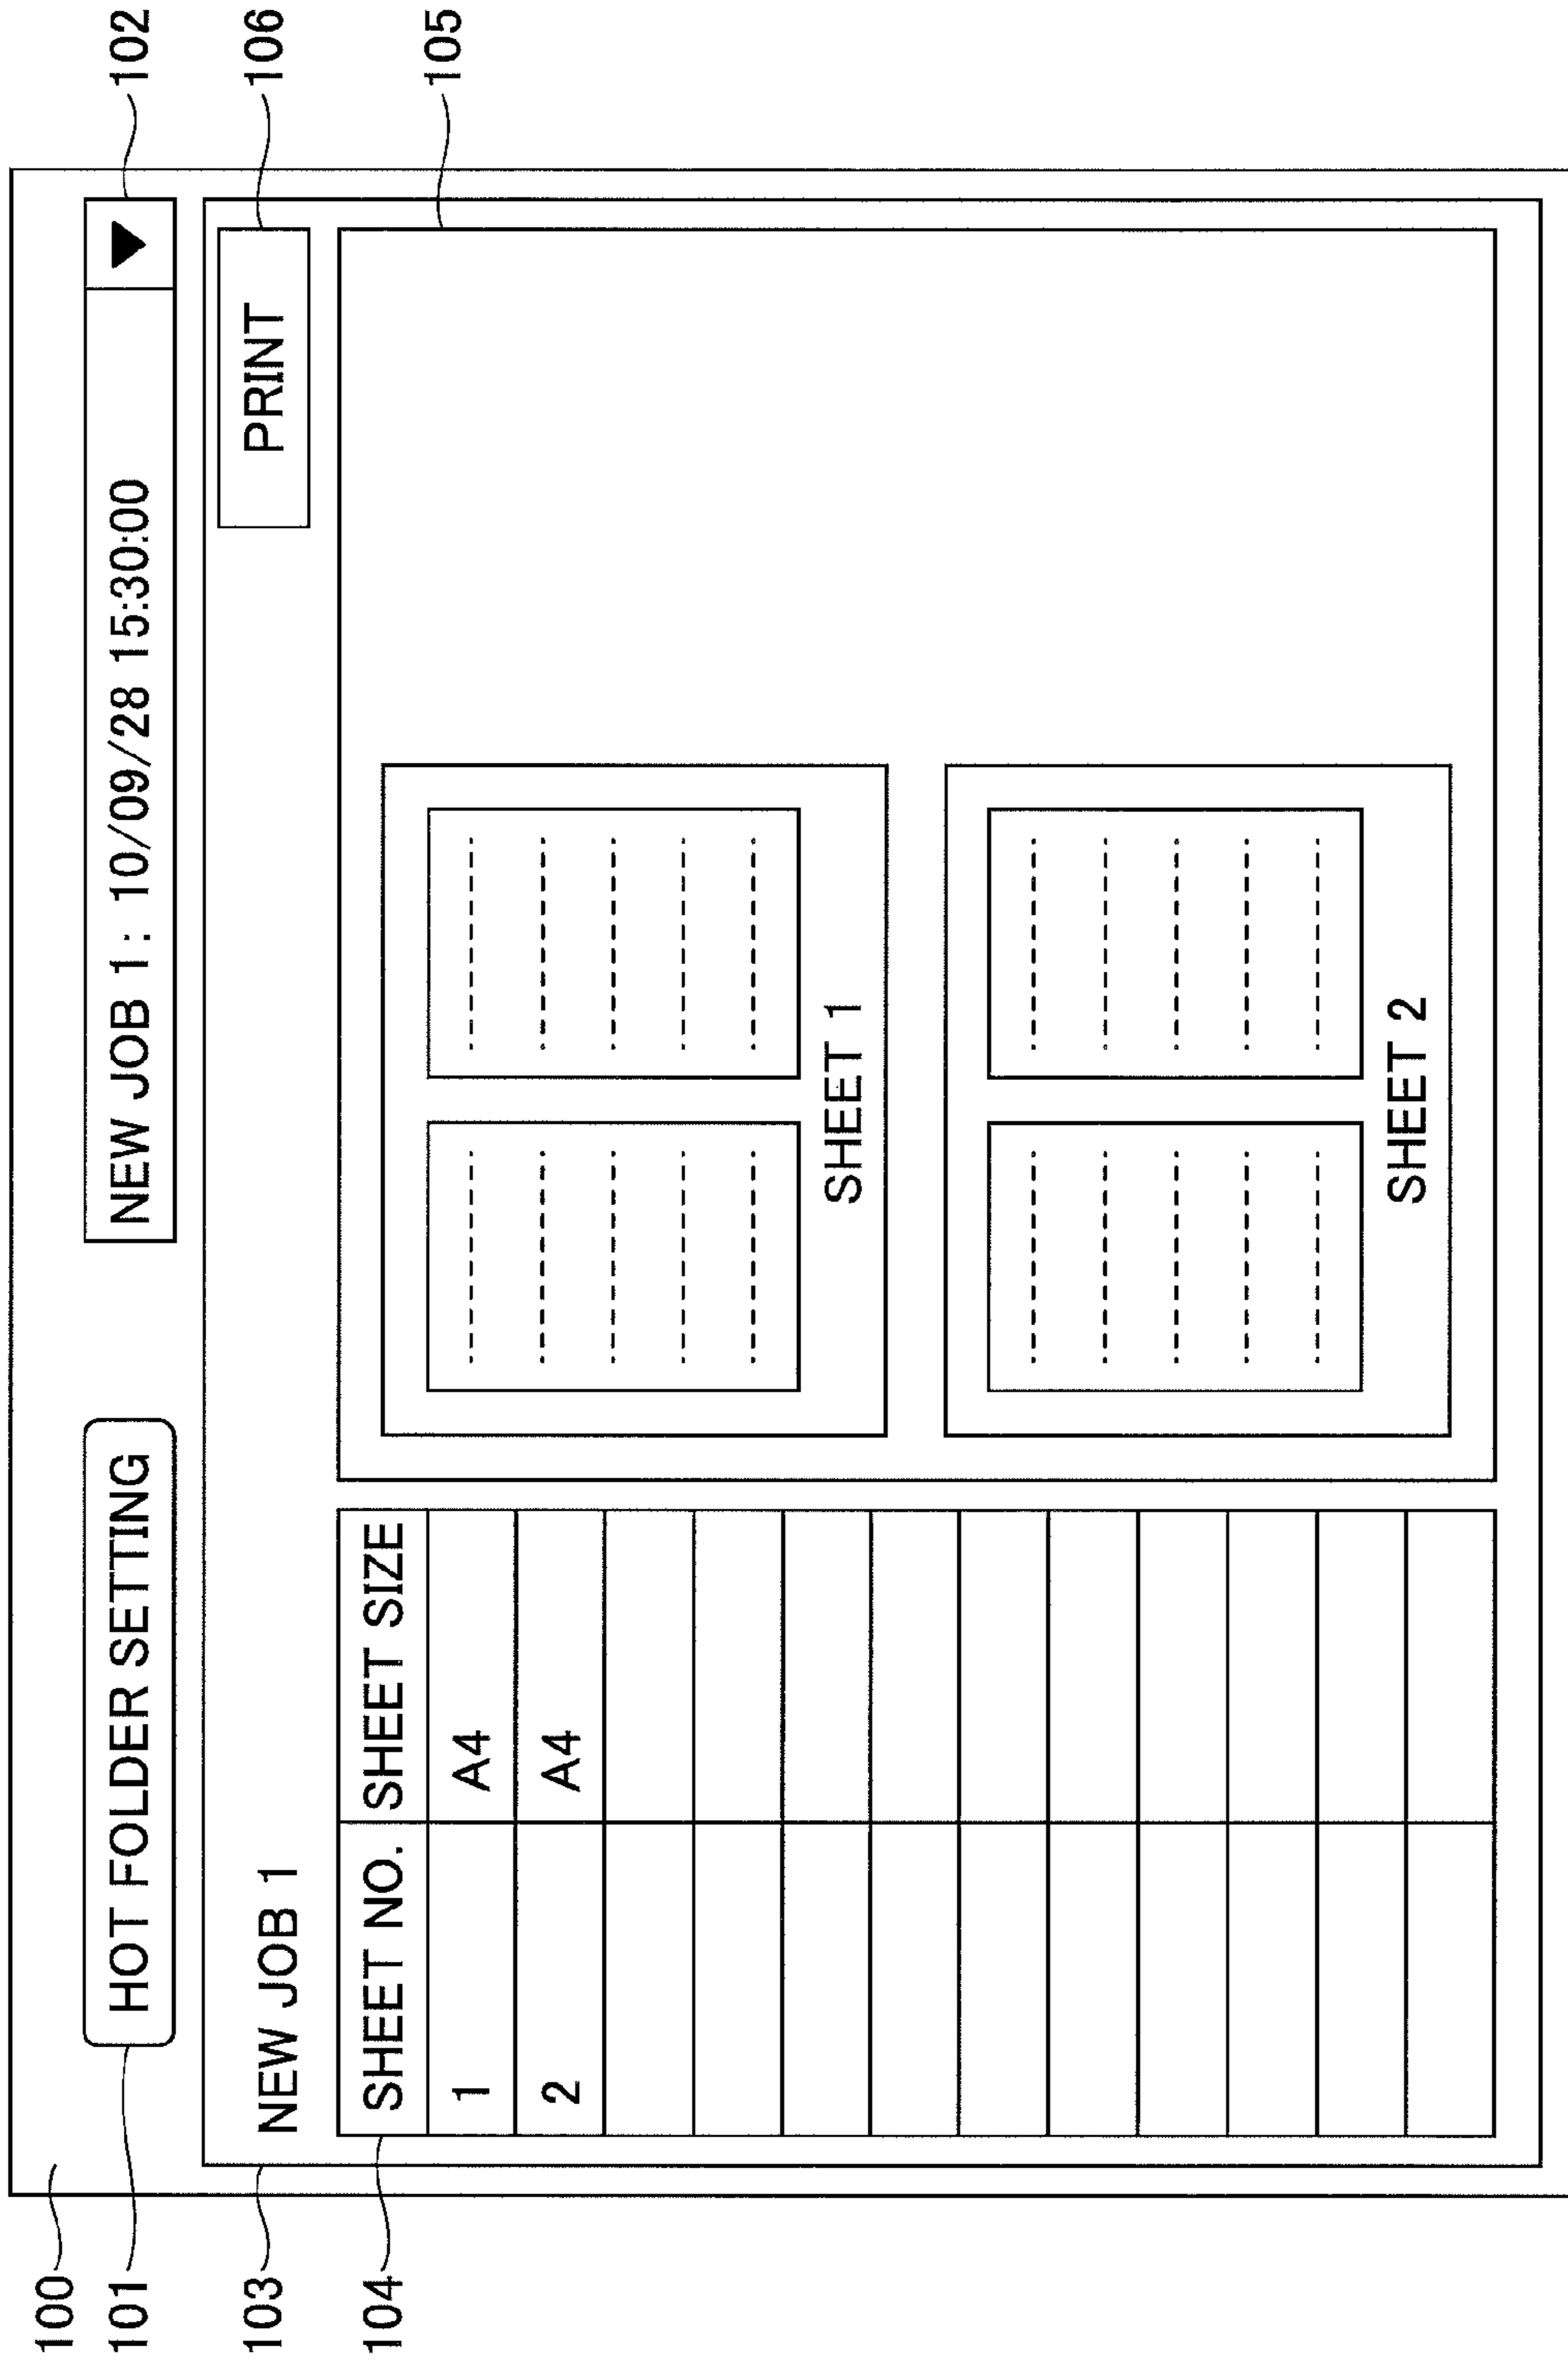 100
101
HOT FOLDER SETTING
NEW JOB 1: 10/09/28 15:30:00
102
103
NEW JOB 1
PRINT
106
104
SHEET NO. SHEET SIZE
1 A4
2 A4
105
SHEET 1
SHEET 2